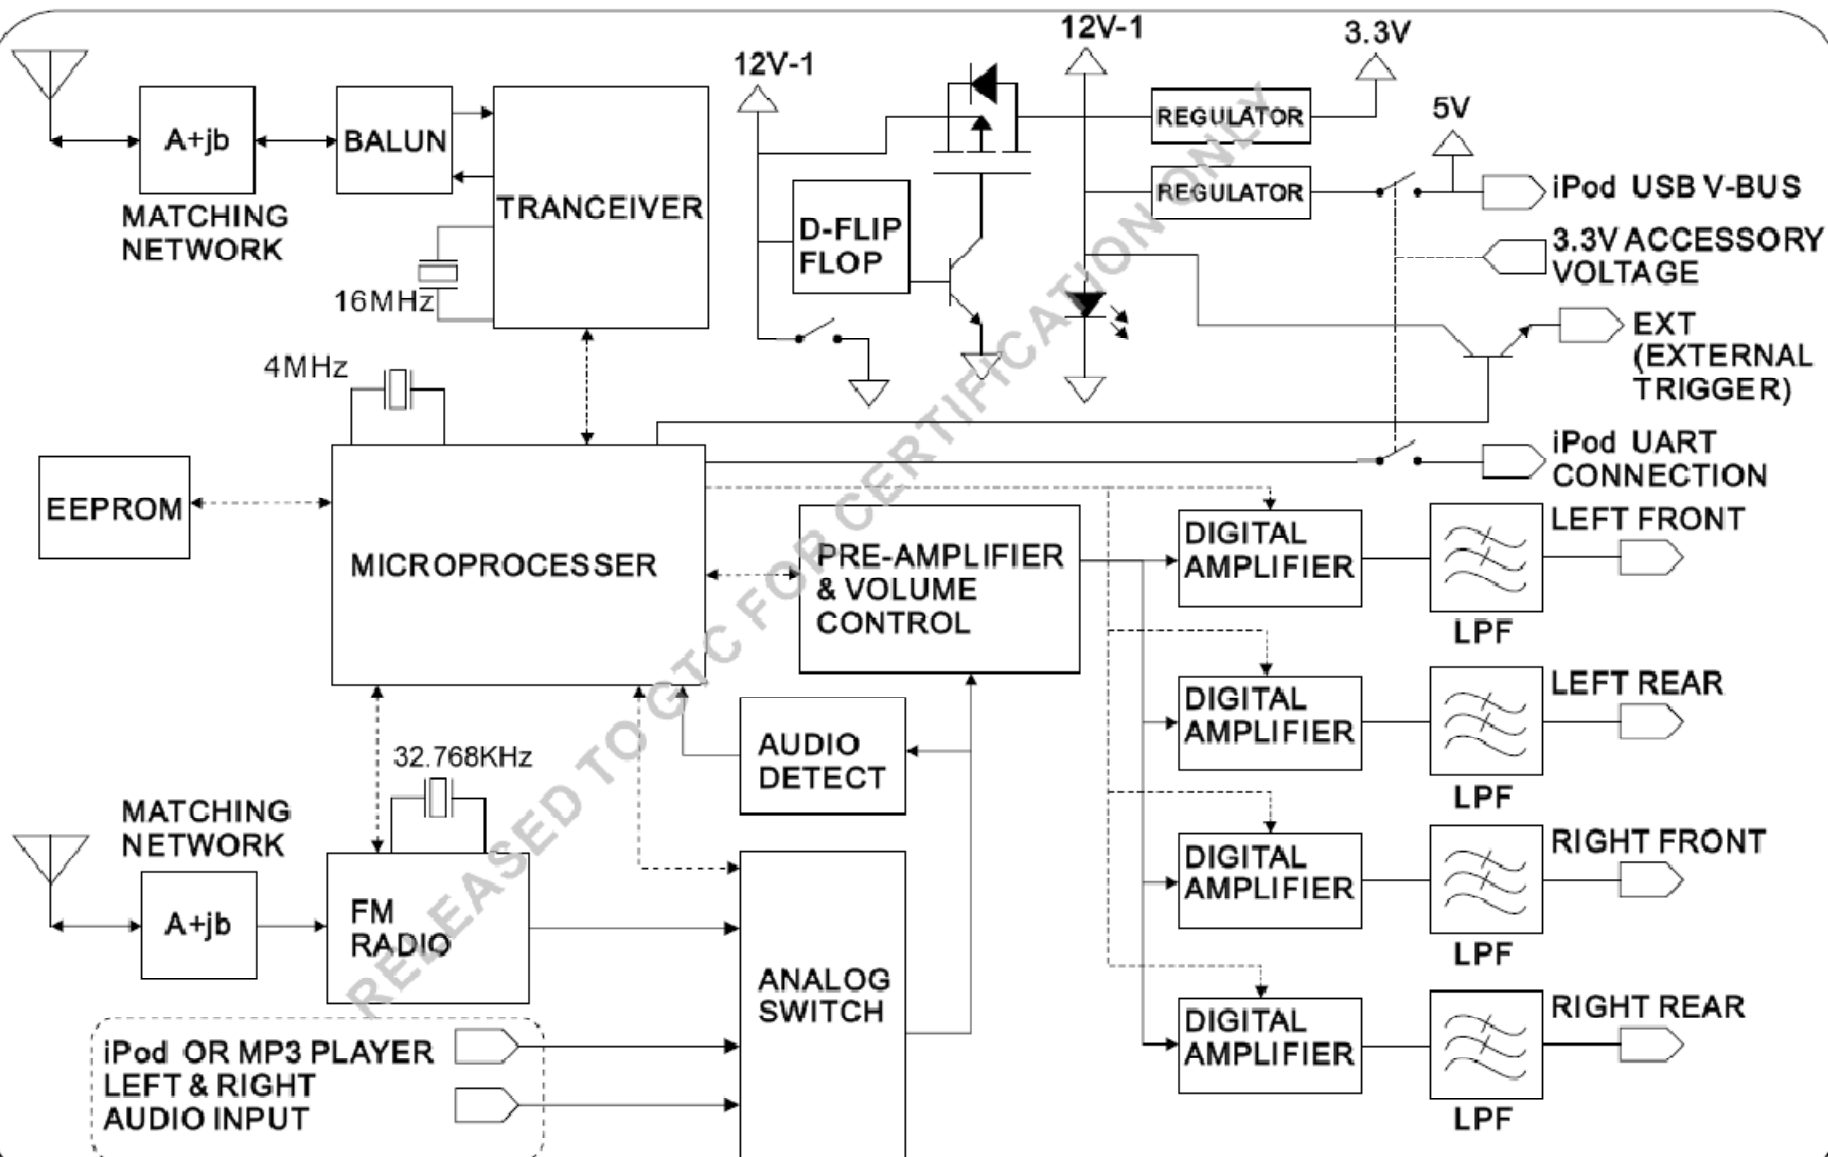 12V-1
12V-1
3.3V
5V
A+jb
BALUN
TRANCEIVER
MATCHING
NETWORK
16MHz
D-FLIP
FLOP
REGULATOR
REGULATOR
iPod USB V-BUS
3.3V ACCESSORY
VOLTAGE
EXT
(EXTERNAL
TRIGGER)
iPod UART
CONNECTION
4MHz
EEPROM
MICROPROCESSER
PRE-AMPLIFIER
& VOLUME
CONTROL
DIGITAL
AMPLIFIER
LPF
LEFT FRONT
DIGITAL
AMPLIFIER
LPF
LEFT REAR
AUDIO
DETECT
32.768KHz
MATCHING
NETWORK
A+jb
FM
RADIO
ANALOG
SWITCH
DIGITAL
AMPLIFIER
LPF
RIGHT FRONT
DIGITAL
AMPLIFIER
LPF
RIGHT REAR
iPod OR MP3 PLAYER
LEFT & RIGHT
AUDIO INPUT
RELEASED TO GTC FOR CERTIFICATION ONLY